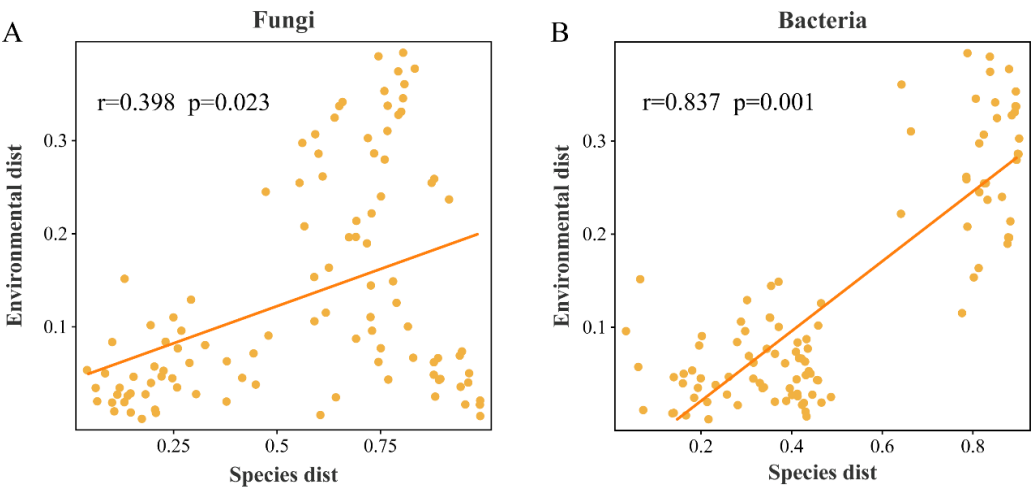 A
Fungi
r=0.398 p=0.023
Environmental dist
0.3
0.2
0.1
0.25
0.5
0.75
Species dist
B
Bacteria
r=0.837 p=0.001
Environmental dist
0.3
0.2
0.1
0.2
0.4
0.6
0.8
Species dist